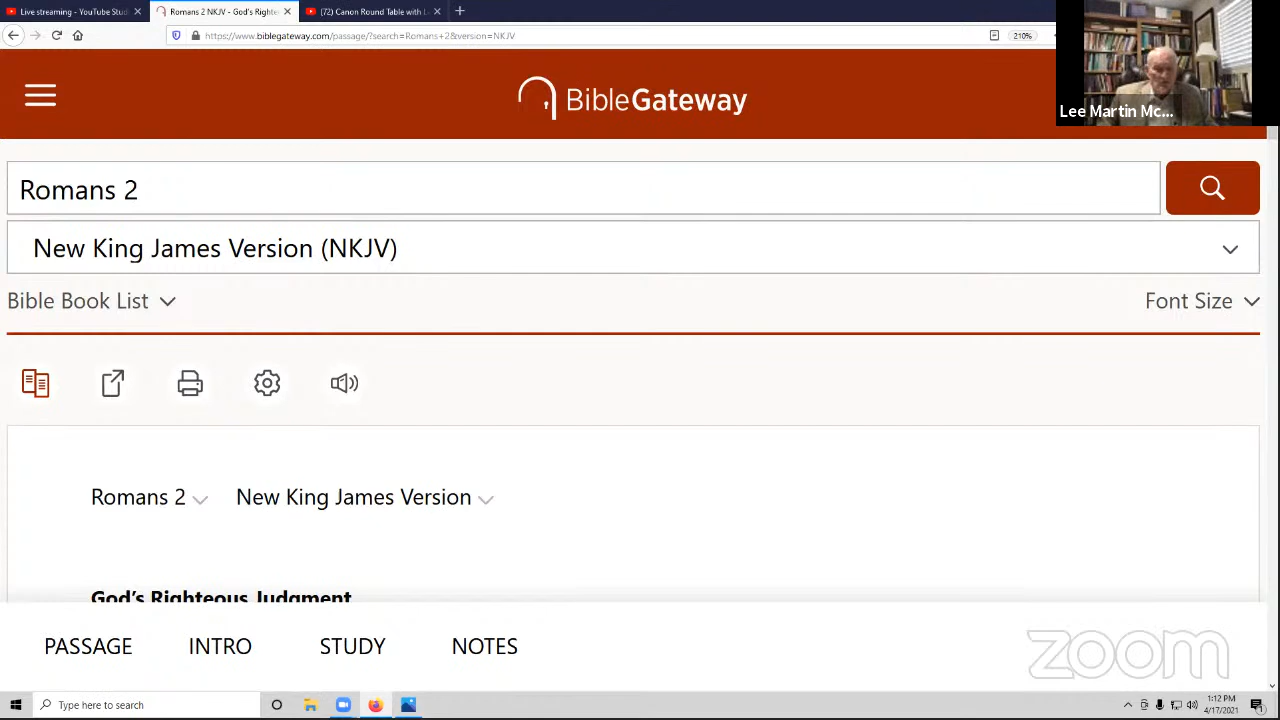 Live streaming - YouTube Stud
Romans 2 NKJV - God's Righte
(72) Canon Round Table with L
https://www.biblegateway.com/passage/?search=Romans+2&version=NKJV
210%
Lee Martin Mc...
BibleGateway
Romans 2
New King James Version (NKJV)
Bible Book List
Font Size
Romans 2
New King James Version
God's Righteous Judgment
PASSAGE
INTRO
STUDY
NOTES
zoom
Type here to search
1:12 PM
4/17/2021